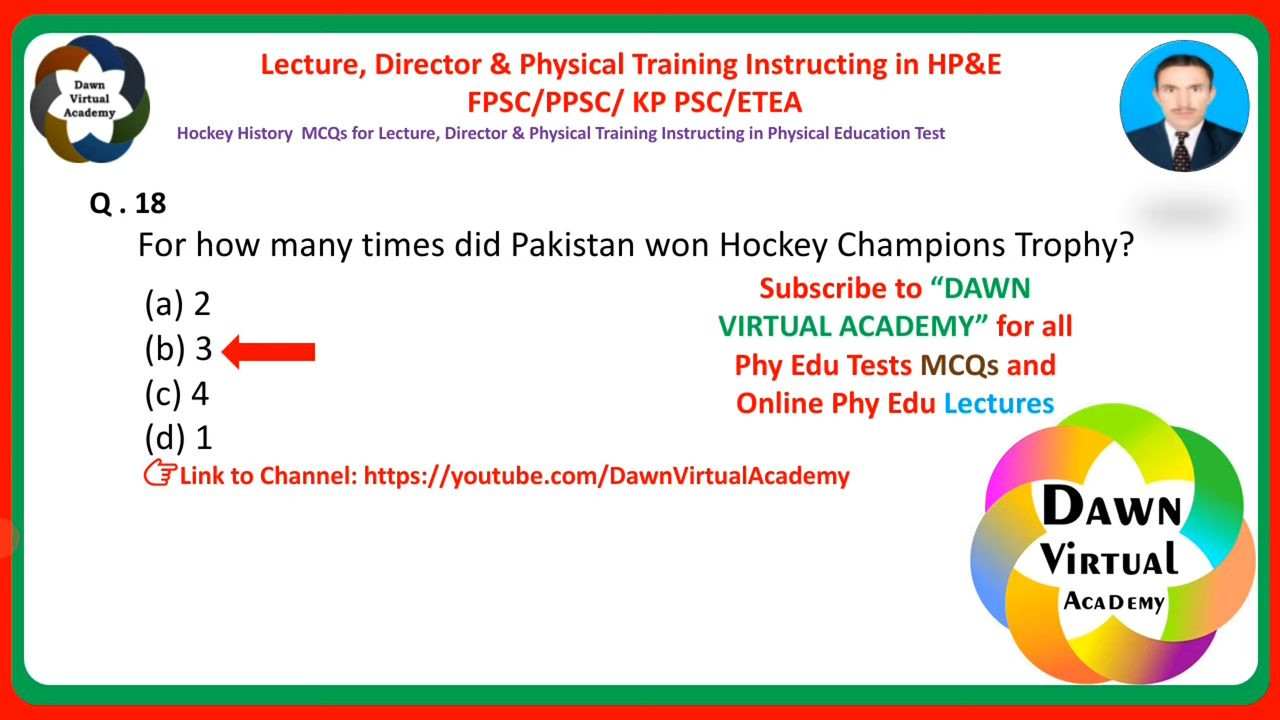 Dawn
Virtual
Academy
Lecture, Director & Physical Training Instructing in HP&E
FPSC/PPSC/ KP PSC/ETEA
Hockey History MCQs for Lecture, Director & Physical Training Instructing in Physical Education Test
Q . 18
For how many times did Pakistan won Hockey Champions Trophy?
(a) 2
(b) 3
(c) 4
(d) 1
Subscribe to “DAWN
VIRTUAL ACADEMY” for all
Phy Edu Tests MCQs and
Online Phy Edu Lectures
Link to Channel: https://youtube.com/DawnVirtualAcademy
DAWN
VIRTUAL
ACADEMY